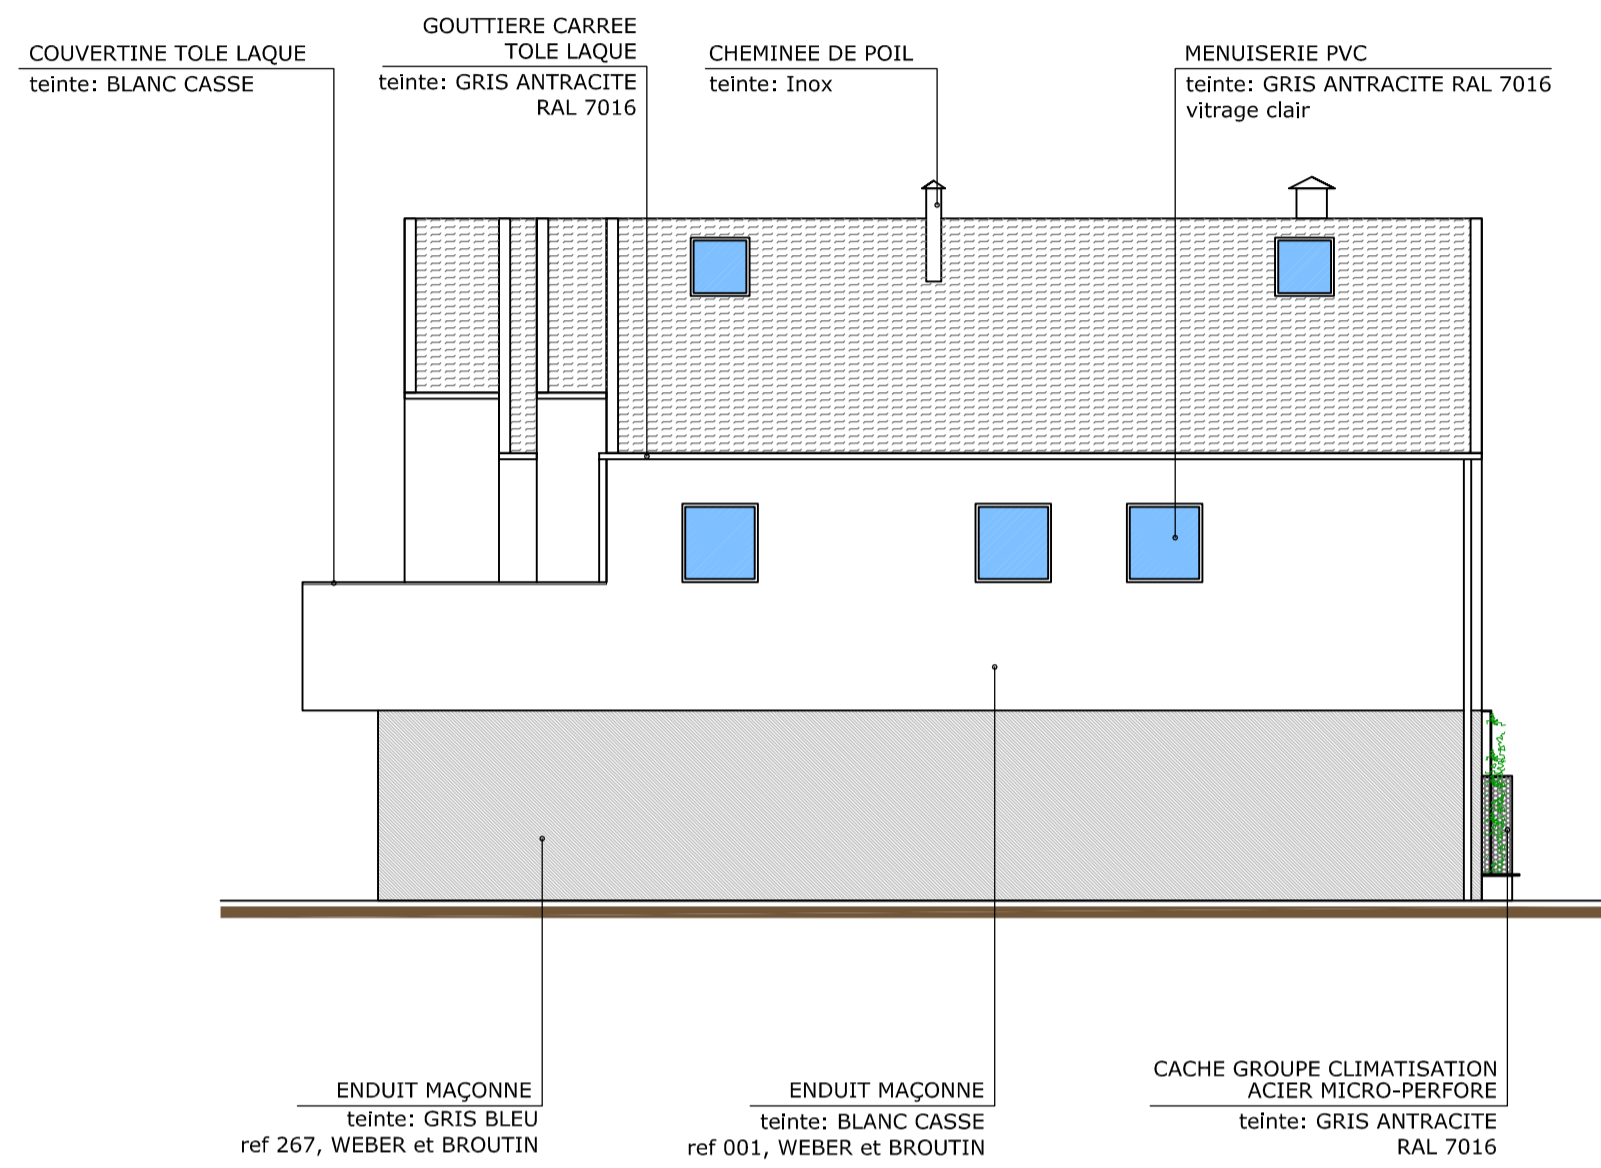 COUVERTINE TOLE LAQUE
teinte: BLANC CASSE
GOUTTIERE CARREE
TOLE LAQUE
teinte: GRIS ANTRACITE
RAL 7016
CHEMINEE DE POIL
teinte: Inox
MENUISERIE PVC
teinte: GRIS ANTRACITE RAL 7016
vitrage clair
ENDUIT MAÇONNE
teinte: GRIS BLEU
ref 267, WEBER et BROUTIN
ENDUIT MAÇONNE
teinte: BLANC CASSE
ref 001, WEBER et BROUTIN
CACHE GROUPE CLIMATISATION
ACIER MICRO-PERFORE
teinte: GRIS ANTRACITE
RAL 7016